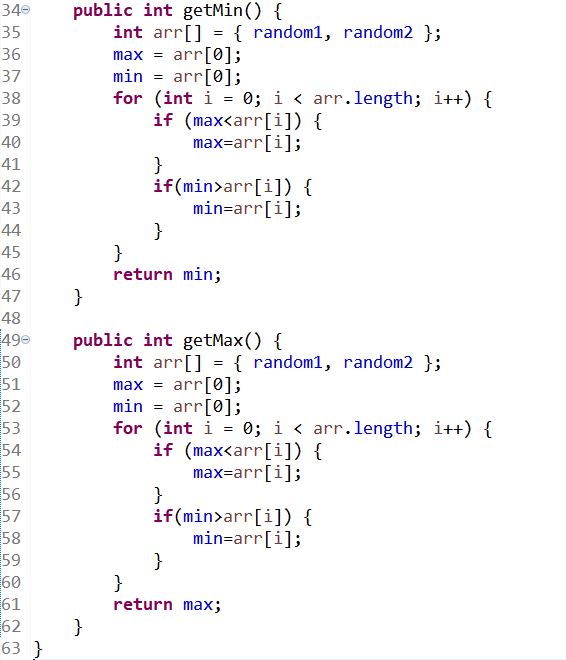 34 public int getMin() {
35 int arr[] = { random1, random2 };
36 max = arr[0];
37 min = arr[0];
38 for (int i = 0; i < arr.length; i++) {
39 if (max<arr[i]) {
40 max=arr[i];
41 }
42 if(min>arr[i]) {
43 min=arr[i];
44 }
45 }
46 return min;
47 }
48
49 public int getMax() {
50 int arr[] = { random1, random2 };
51 max = arr[0];
52 min = arr[0];
53 for (int i = 0; i < arr.length; i++) {
54 if (max<arr[i]) {
55 max=arr[i];
56 }
57 if(min>arr[i]) {
58 min=arr[i];
59 }
60 }
61 return max;
62 }
63 }